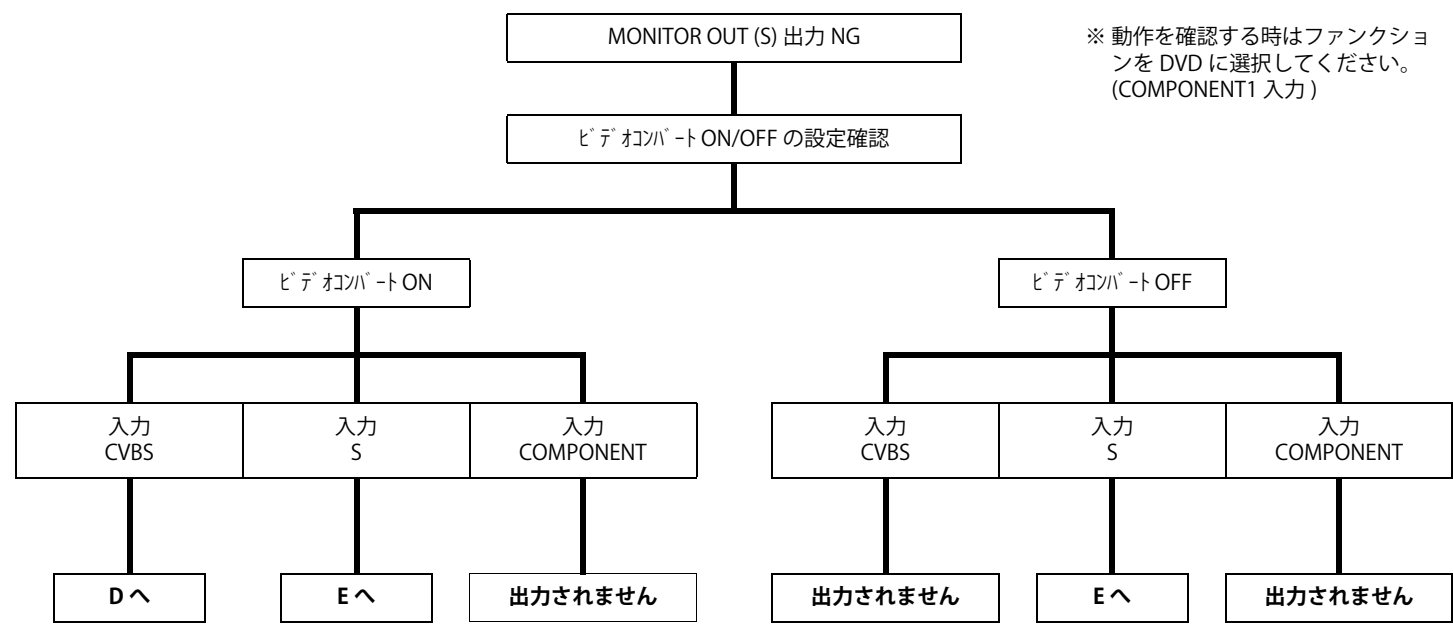 MONITOR OUT (S) 出力 NG
※ 動作を確認する時はファンクショ
ンを DVD に選択してください。
(COMPONENT1 入力 )
ﾋﾞﾃﾞｵｺﾝﾊﾞｰﾄ ON/OFF の設定確認
ﾋﾞﾃﾞｵｺﾝﾊﾞｰﾄ ON
ﾋﾞﾃﾞｵｺﾝﾊﾞｰﾄ OFF
入力
CVBS
入力
S
入力
COMPONENT
入力
CVBS
入力
S
入力
COMPONENT
D へ
E へ
出力されません
出力されません
E へ
出力されません